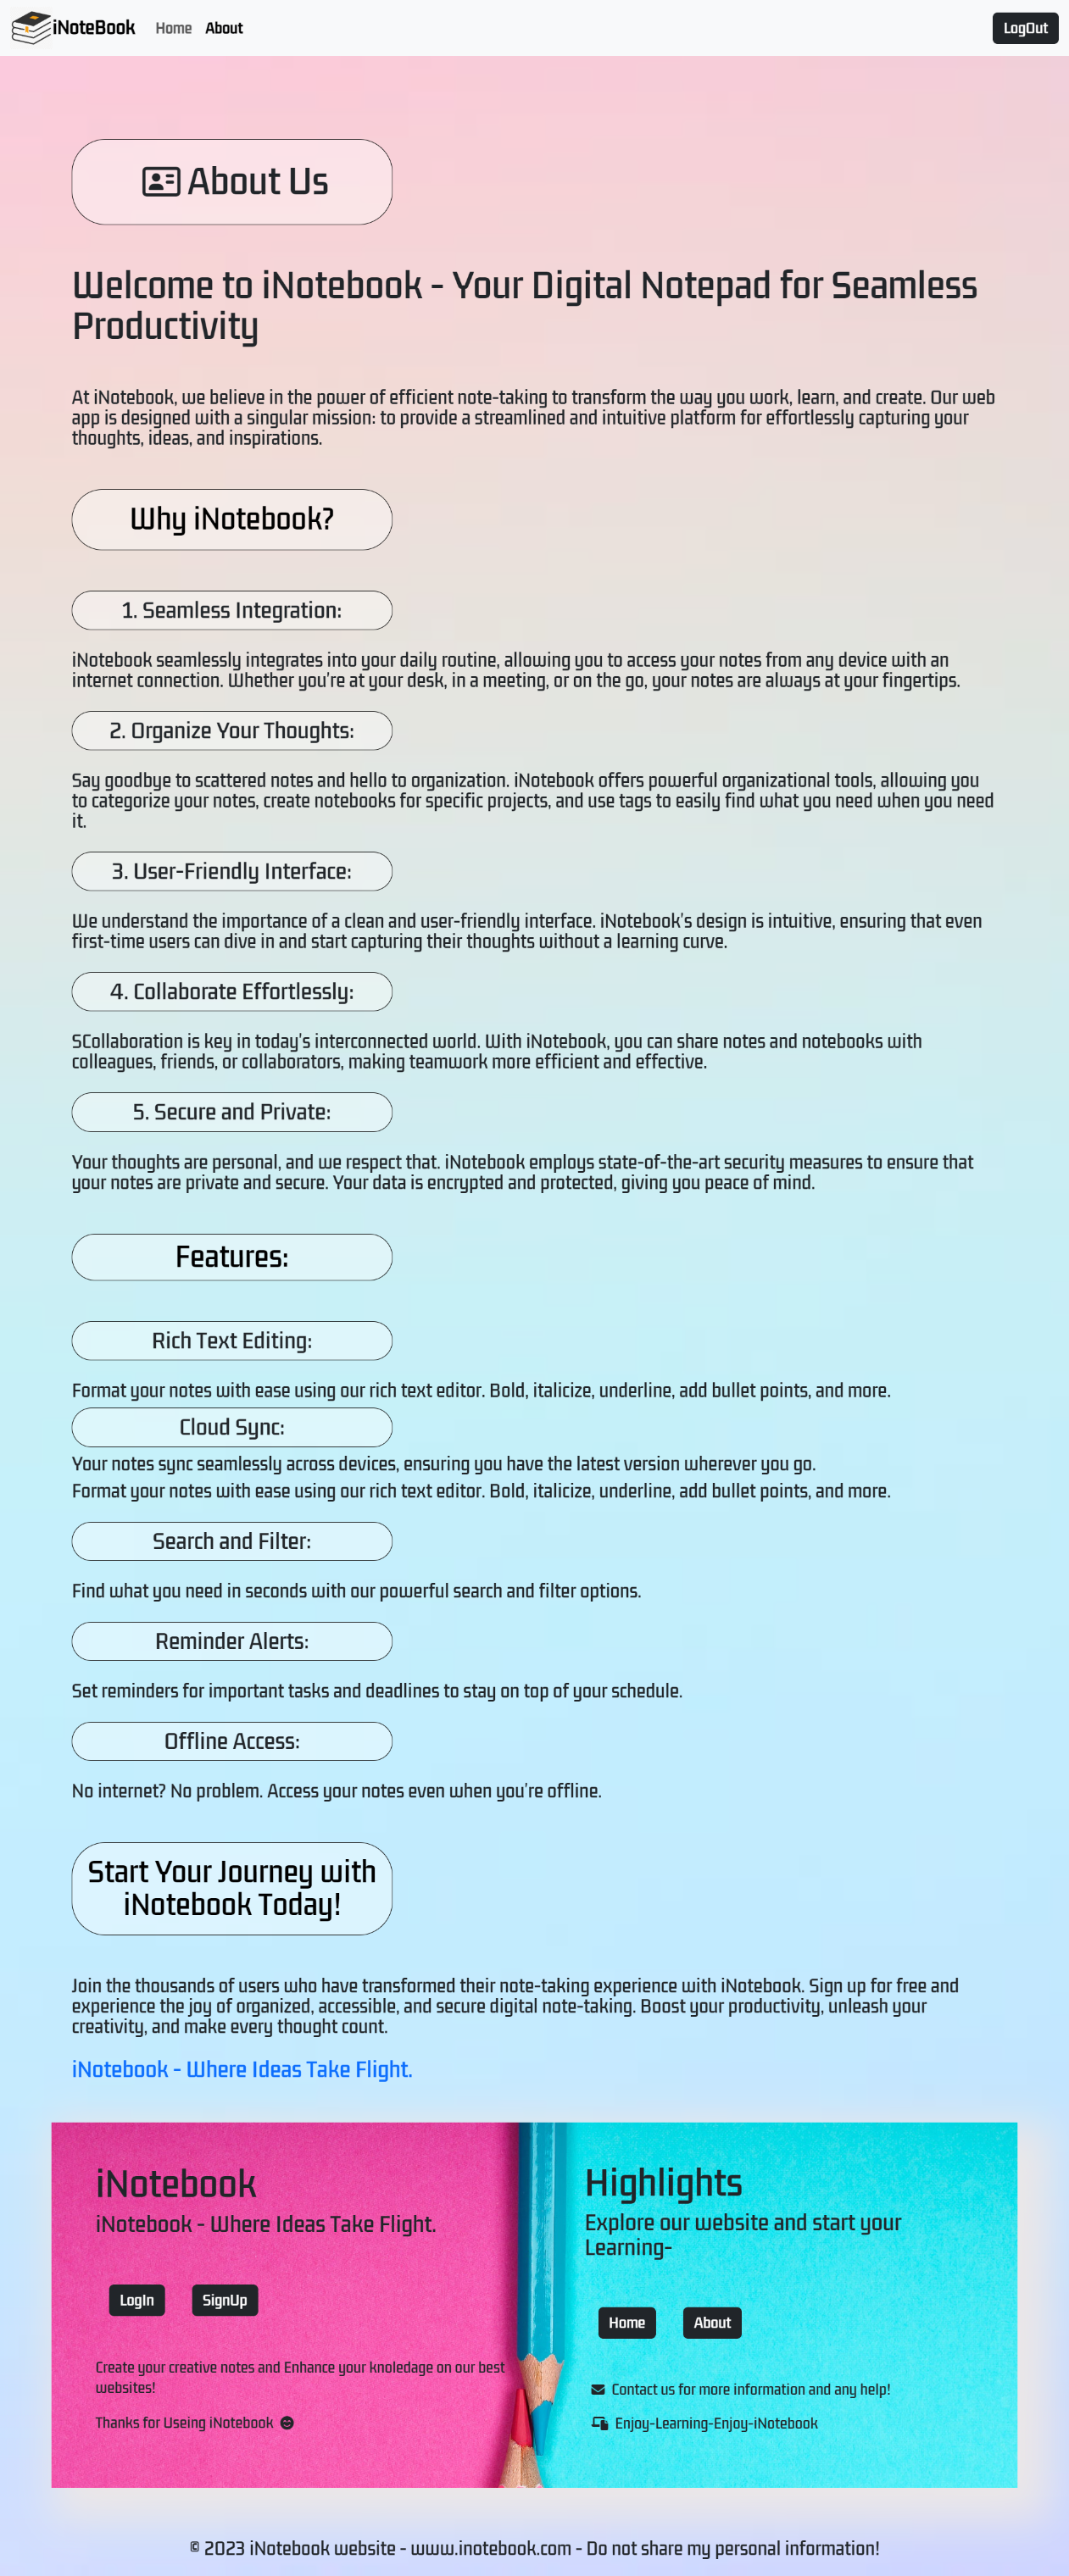 iNoteBook Home About LogOut
About Us
Welcome to iNotebook - Your Digital Notepad for Seamless
Productivity
At iNotebook, we believe in the power of efficient note-taking to transform the way you work, learn, and create. Our web
app is designed with a singular mission: to provide a streamlined and intuitive platform for effortlessly capturing your
thoughts, ideas, and inspirations.
Why iNotebook?
1. Seamless Integration:
iNotebook seamlessly integrates into your daily routine, allowing you to access your notes from any device with an
internet connection. Whether you're at your desk, in a meeting, or on the go, your notes are always at your fingertips.
2. Organize Your Thoughts:
Say goodbye to scattered notes and hello to organization. iNotebook offers powerful organizational tools, allowing you
to categorize your notes, create notebooks for specific projects, and use tags to easily find what you need when you need
it.
3. User-Friendly Interface:
We understand the importance of a clean and user-friendly interface. iNotebook's design is intuitive, ensuring that even
first-time users can dive in and start capturing their thoughts without a learning curve.
4. Collaborate Effortlessly:
SCollaboration is key in today's interconnected world. With iNotebook, you can share notes and notebooks with
colleagues, friends, or collaborators, making teamwork more efficient and effective.
5. Secure and Private:
Your thoughts are personal, and we respect that. iNotebook employs state-of-the-art security measures to ensure that
your notes are private and secure. Your data is encrypted and protected, giving you peace of mind.
Features:
Rich Text Editing:
Format your notes with ease using our rich text editor. Bold, italicize, underline, add bullet points, and more.
Cloud Sync:
Your notes sync seamlessly across devices, ensuring you have the latest version wherever you go.
Format your notes with ease using our rich text editor. Bold, italicize, underline, add bullet points, and more.
Search and Filter:
Find what you need in seconds with our powerful search and filter options.
Reminder Alerts:
Set reminders for important tasks and deadlines to stay on top of your schedule.
Offline Access:
No internet? No problem. Access your notes even when you're offline.
Start Your Journey with
iNotebook Today!
Join the thousands of users who have transformed their note-taking experience with iNotebook. Sign up for free and
experience the joy of organized, accessible, and secure digital note-taking. Boost your productivity, unleash your
creativity, and make every thought count.
iNotebook - Where Ideas Take Flight.
iNotebook
iNotebook - Where Ideas Take Flight.
LogIn SignUp
Create your creative notes and Enhance your knoledage on our best
websites!
Thanks for Useing iNotebook
Highlights
Explore our website and start your
Learning-
Home About
Contact us for more information and any help!
Enjoy-Learning-Enjoy-iNotebook
© 2023 iNotebook website - www.inotebook.com - Do not share my personal information!